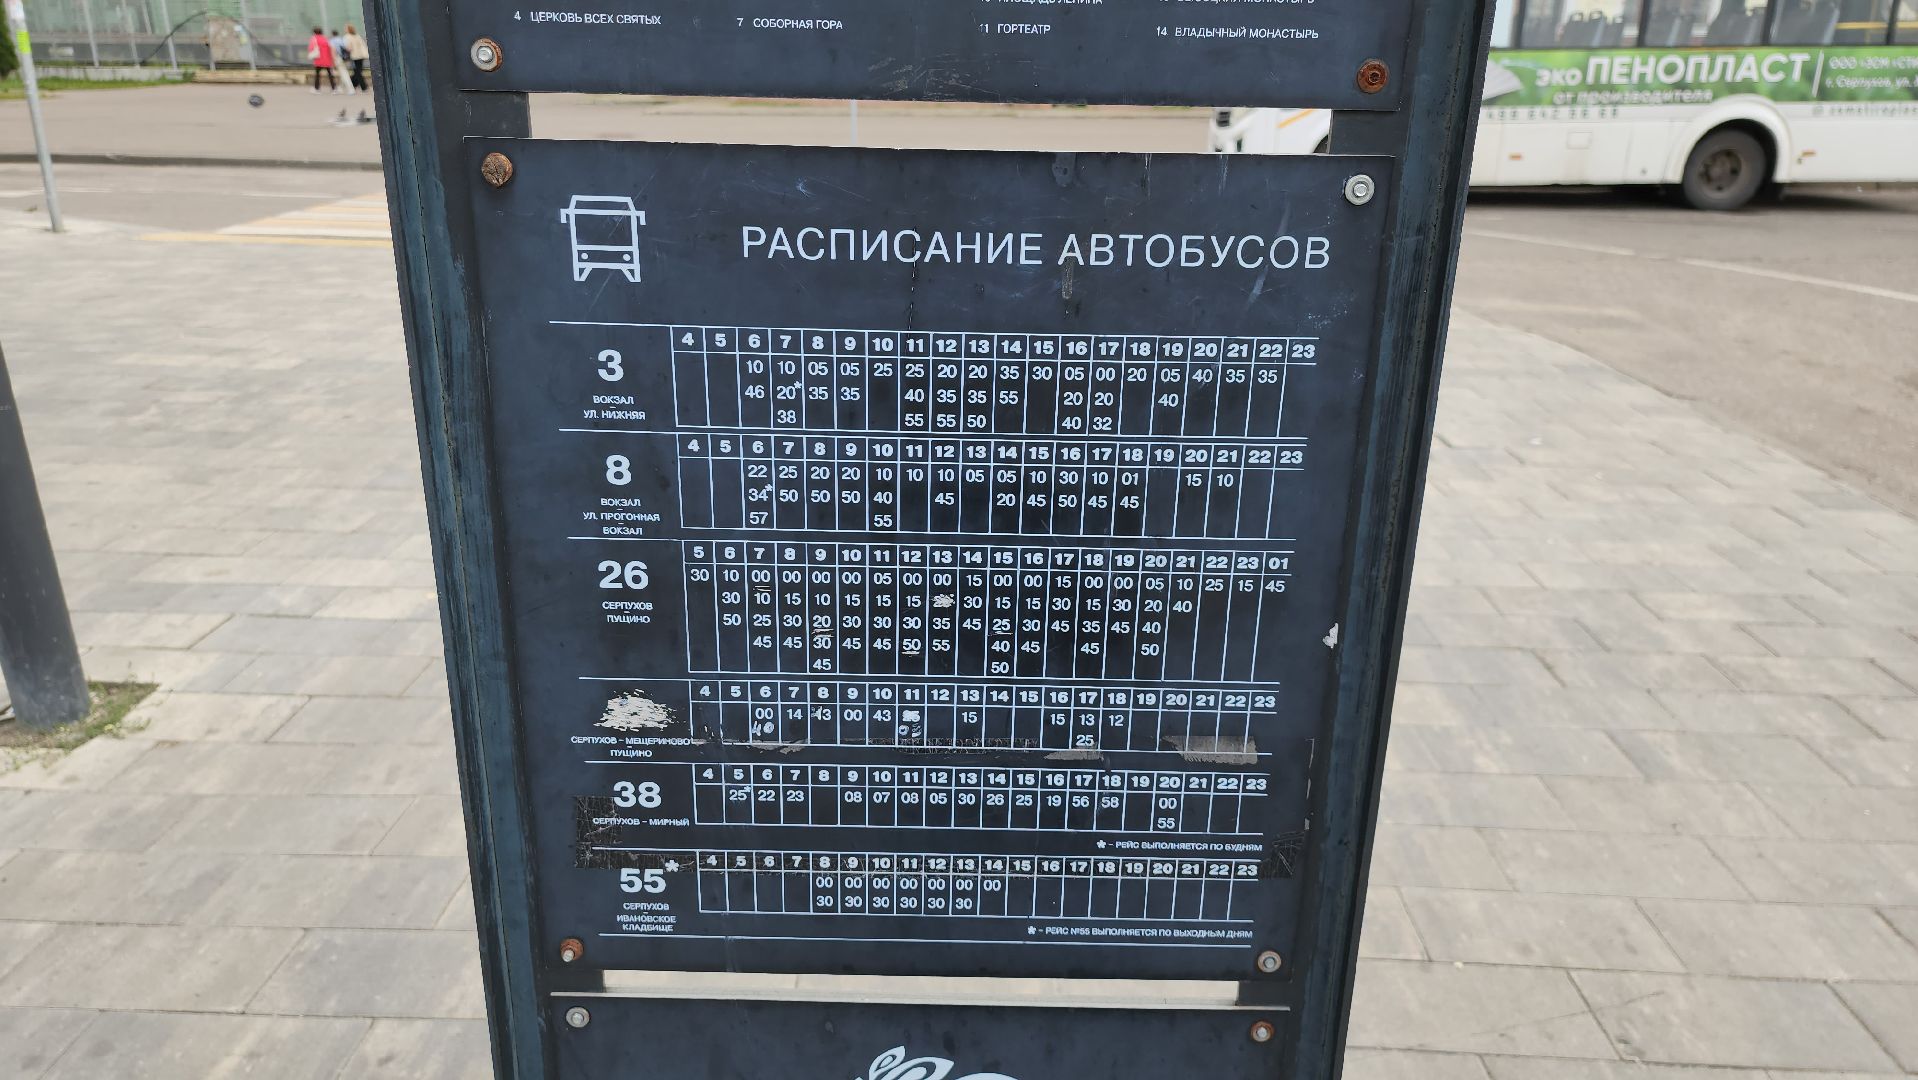 4 ЦЕРКОВЬ ВСЕХ СВЯТЫХ 7 СОБОРНАЯ ГОРА 11 ГОРТЕАТР 14 ВЛАДЫЧНЫЙ МОНАСТЫРЬ
эко ПЕНОПЛАСТ
ОТ ПРОИЗВОДИТЕЛЯ
РАСПИСАНИЕ АВТОБУСОВ
3
ВОКЗАЛ
–
УЛ. НИЖНЯЯ
4 5 6 7 8 9 10 11 12 13 14 15 16 17 18 19 20 21 22 23
10 10 05 05 25 25 20 20 35 30 05 00 20 05 40 35 35
46 20* 35 35 40 35 35 55 20 20 40
38 55 55 50 40 32
8
ВОКЗАЛ
–
УЛ. ПРОГОННАЯ
–
ВОКЗАЛ
4 5 6 7 8 9 10 11 12 13 14 15 16 17 18 19 20 21 22 23
22 25 20 20 10 10 10 05 05 10 30 10 01 15 10
34* 50 50 50 40 45 20 45 50 45 45
57 55
26
СЕРПУХОВ
–
ПУЩИНО
5 6 7 8 9 10 11 12 13 14 15 16 17 18 19 20 21 22 23 01
30 10 00 00 00 00 05 00 00 15 00 00 15 00 00 05 10 25 15 45
30 10 15 10 15 15 15 30 15 15 30 15 30 20 40
50 25 30 20 30 30 30 35 45 25 30 45 35 45 40
45 45 30 45 45 50 55 40 45 45 50
45 50
СЕРПУХОВ – МЕЩЕРИНОВО
–
ПУЩИНО
4 5 6 7 8 9 10 11 12 13 14 15 16 17 18 19 20 21 22 23
00 14 13 00 43 15 15 13 12
40 05 25
38
СЕРПУХОВ – МИРНЫЙ
4 5 6 7 8 9 10 11 12 13 14 15 16 17 18 19 20 21 22 23
25* 22 23 08 07 08 05 30 26 25 19 56 58 00
55
* – РЕЙС ВЫПОЛНЯЕТСЯ ПО БУДНЯМ
55*
СЕРПУХОВ
–
ИВАНОВСКОЕ
КЛАДБИЩЕ
4 5 6 7 8 9 10 11 12 13 14 15 16 17 18 19 20 21 22 23
00 00 00 00 00 00 00
30 30 30 30 30 30
* – РЕЙС №55 ВЫПОЛНЯЕТСЯ ПО ВЫХОДНЫМ ДНЯМ